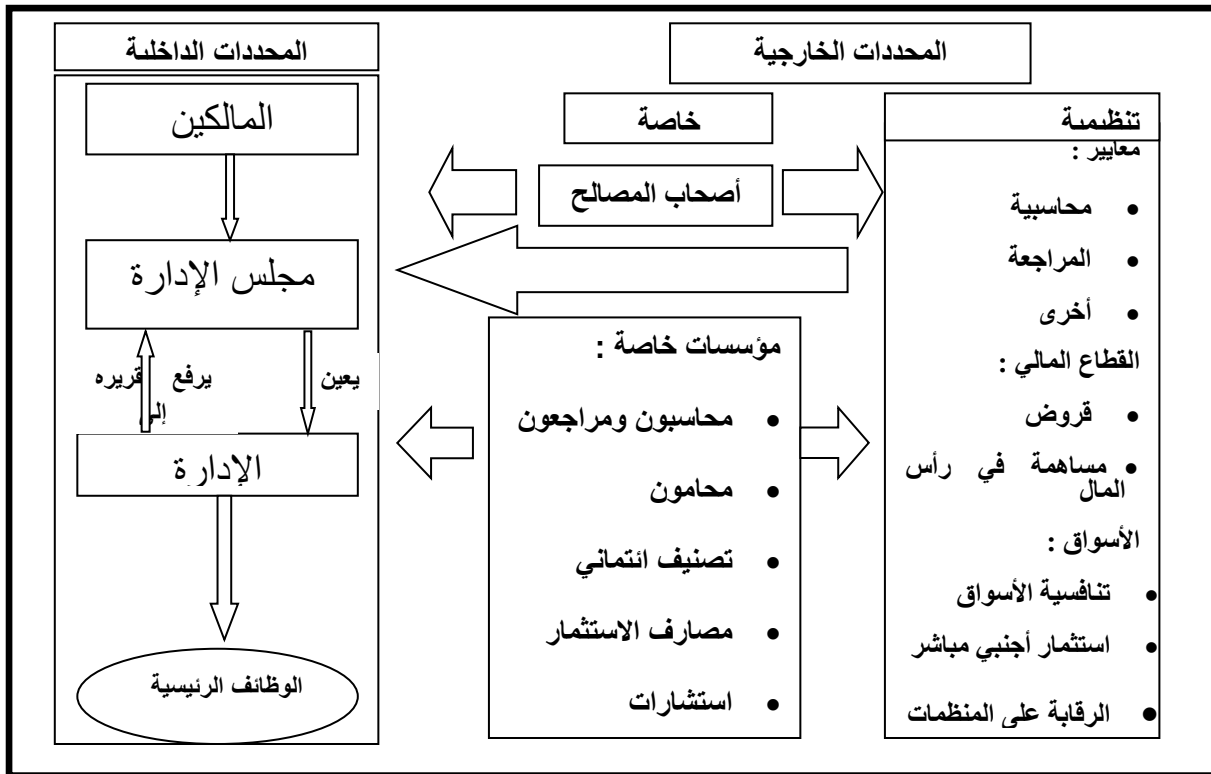 المحددات الخارجية
المحددات الداخلية
تنظيمية
معايير :
محاسبية
المراجعة
أخرى
القطاع المالي :
قروض
مساهمة في رأس
المال
الأسواق :
تنافسية الأسواق
استثمار أجنبي مباشر
الرقابة على المنظمات
خاصة
أصحاب المصالح
مؤسسات خاصة :
محاسبون ومراجعون
محامون
تصنيف ائتماني
مصارف الاستثمار
استشارات
المالكين
مجلس الإدارة
يعين
يرفع قريره
إلى
الإدارة
الوظائف الرئيسية